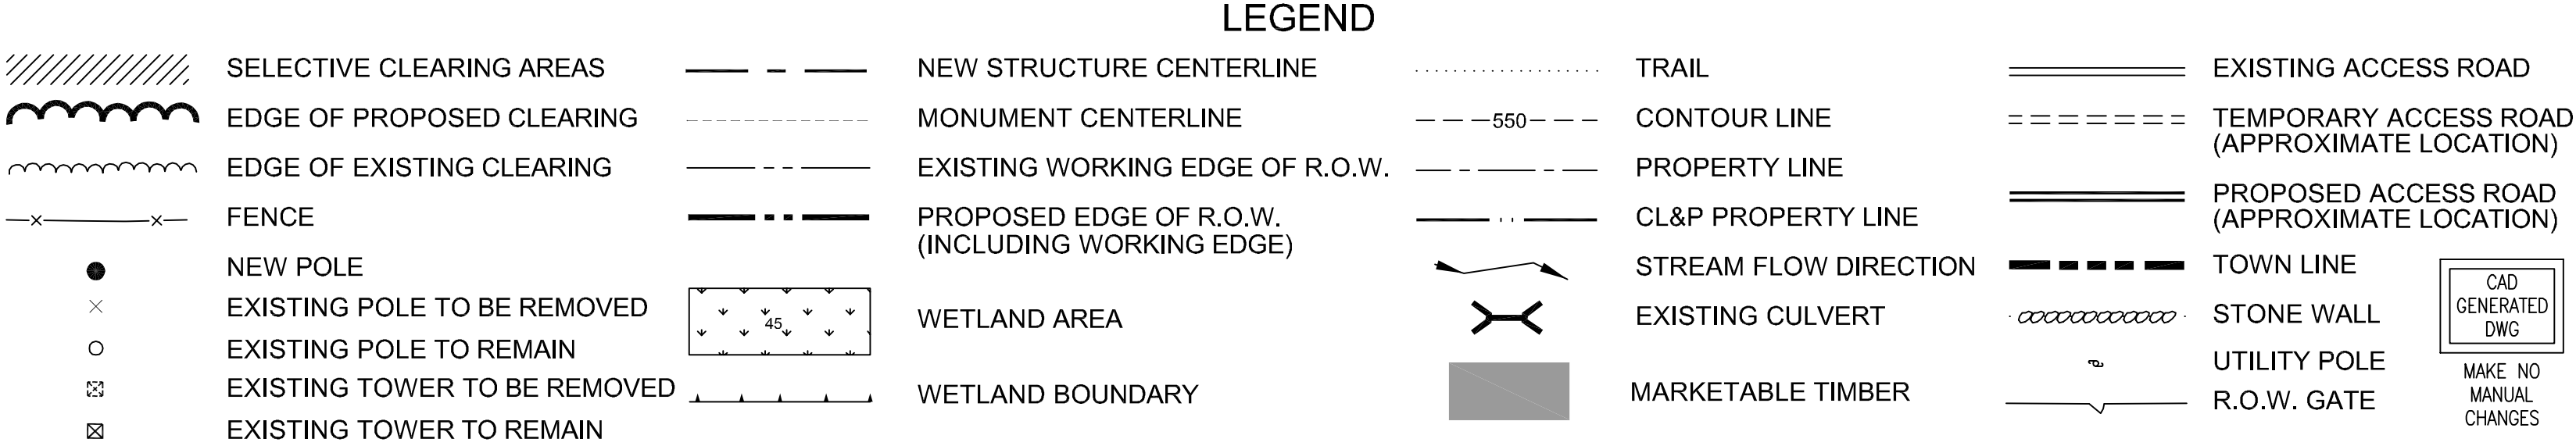 LEGEND
SELECTIVE CLEARING AREAS
EDGE OF PROPOSED CLEARING
EDGE OF EXISTING CLEARING
FENCE
NEW POLE
EXISTING POLE TO BE REMOVED
EXISTING POLE TO REMAIN
EXISTING TOWER TO BE REMOVED
EXISTING TOWER TO REMAIN
NEW STRUCTURE CENTERLINE
MONUMENT CENTERLINE
EXISTING WORKING EDGE OF R.O.W.
PROPOSED EDGE OF R.O.W.
(INCLUDING WORKING EDGE)
45
WETLAND AREA
WETLAND BOUNDARY
TRAIL
550
CONTOUR LINE
PROPERTY LINE
CL&P PROPERTY LINE
STREAM FLOW DIRECTION
EXISTING CULVERT
MARKETABLE TIMBER
EXISTING ACCESS ROAD
TEMPORARY ACCESS ROAD
(APPROXIMATE LOCATION)
PROPOSED ACCESS ROAD
(APPROXIMATE LOCATION)
TOWN LINE
STONE WALL
UTILITY POLE
R.O.W. GATE
CAD
GENERATED
DWG
MAKE NO
MANUAL
CHANGES